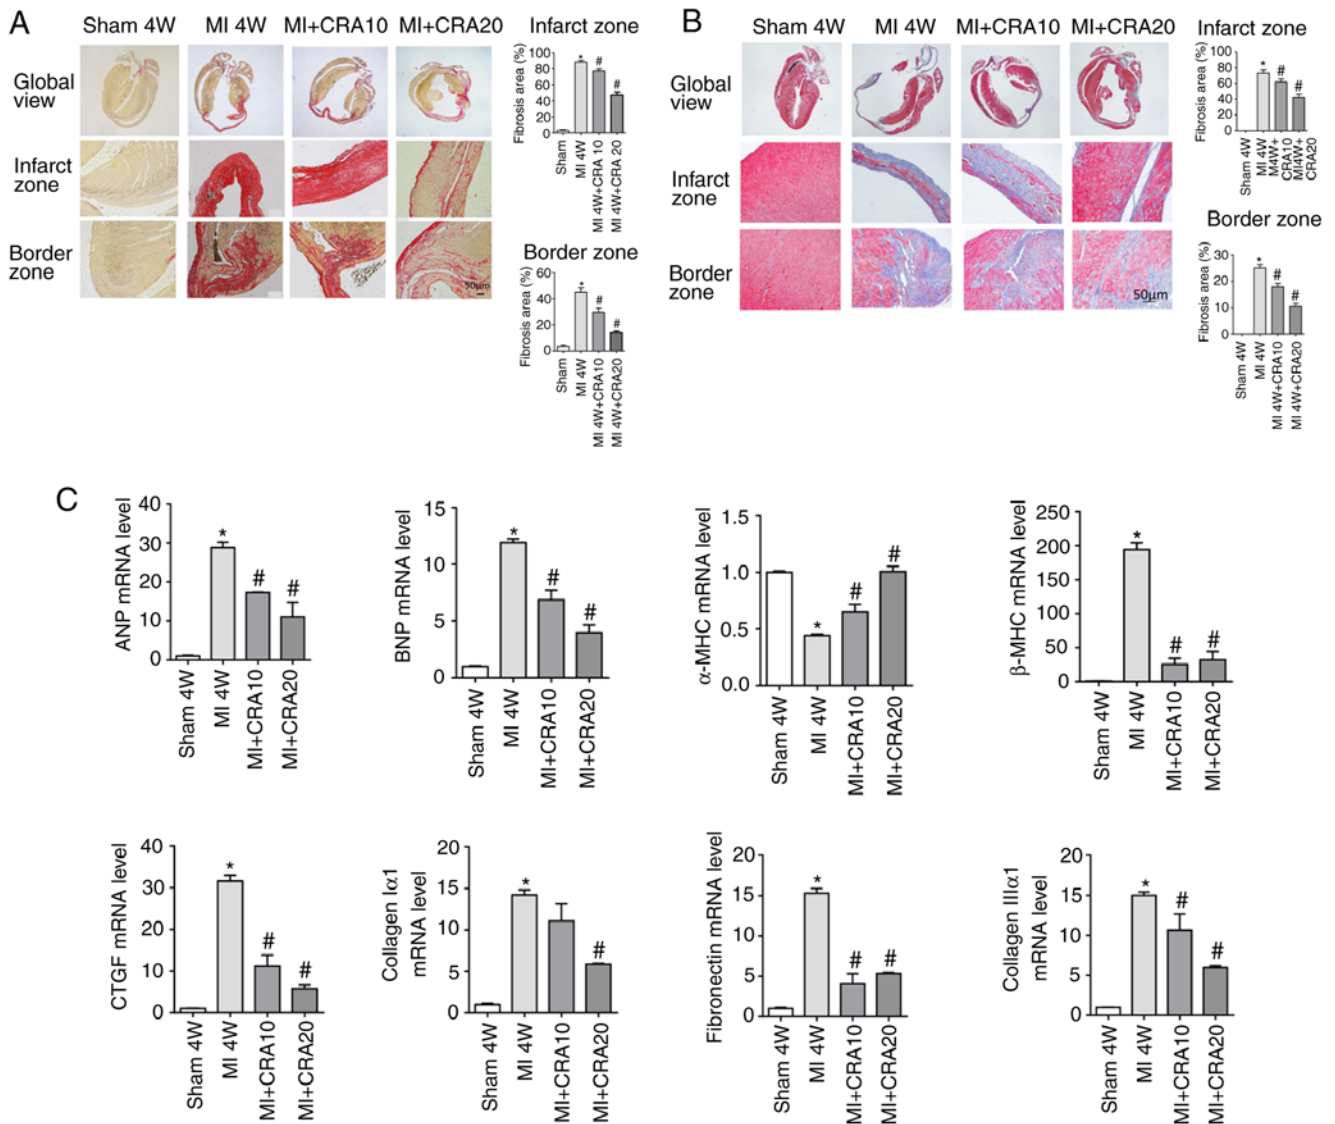 A
Sham 4W MI 4W MI+CRA10 MI+CRA20
Global
view
Infarct
zone
Border
zone
50µm
Infarct zone
Fibrosis area (%)
100
80
60
40
20
0
Sham
MI 4W
MI 4W+CRA 10
MI 4W+CRA 20
Border zone
Fibrosis area (%)
60
40
20
0
Sham
MI 4W
MI 4W+CRA10
MI 4W+CRA20
* # #
* # #
B
Sham 4W MI 4W MI+CRA10 MI+CRA20
Global
view
Infarct
zone
Border
zone
50µm
Infarct zone
Fibrosis area (%)
100
80
60
40
20
0
Sham 4W
MI 4W
M4W+
CRA10
MI4W+
CRA20
Border zone
Fibrosis area (%)
30
20
10
0
Sham 4W
MI 4W
MI 4W+CRA10
MI 4W+CRA20
* # #
* # #
C
ANP mRNA level
40
30
20
10
0
* # #
Sham 4W
MI 4W
MI+CRA10
MI+CRA20
BNP mRNA level
15
10
5
0
* # #
Sham 4W
MI 4W
MI+CRA10
MI+CRA20
α-MHC mRNA level
1.5
1.0
0.5
0.0
* # #
Sham 4W
MI 4W
MI+CRA10
MI+CRA20
β-MHC mRNA level
250
200
150
100
50
0
* # #
Sham 4W
MI 4W
MI+CRA10
MI+CRA20
CTGF mRNA level
40
30
20
10
0
* # #
Sham 4W
MI 4W
MI+CRA10
MI+CRA20
Collagen Iα1
mRNA level
20
15
10
5
0
* #
Sham 4W
MI 4W
MI+CRA10
MI+CRA20
Fibronectin mRNA level
20
15
10
5
0
* # #
Sham 4W
MI 4W
MI+CRA10
MI+CRA20
Collagen IIIα1
mRNA level
20
15
10
5
0
* # #
Sham 4W
MI 4W
MI+CRA10
MI+CRA20